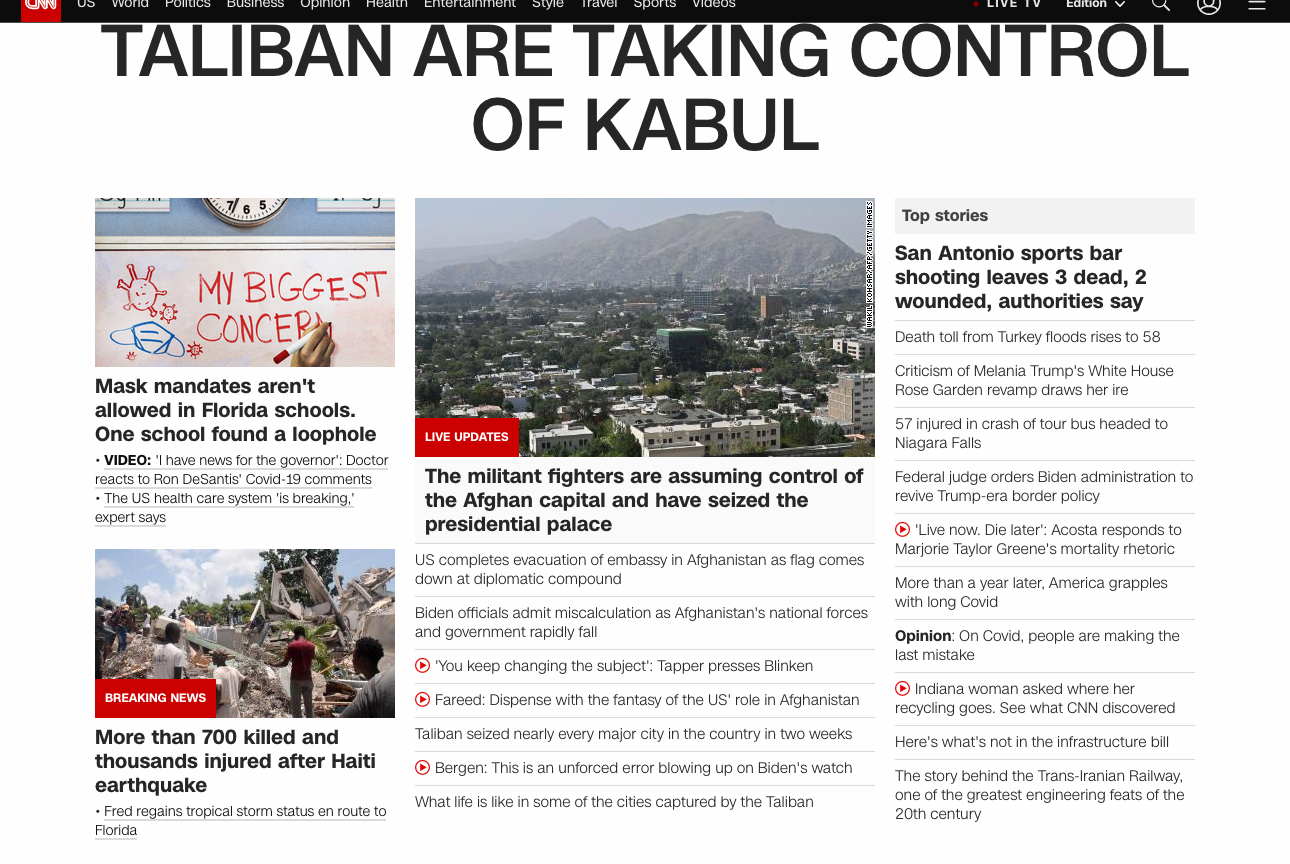 CNN
US World Politics Business Opinion Health Entertainment Style Travel Sports Videos
LIVE TV Edition
TALIBAN ARE TAKING CONTROL
OF KABUL
7 6 5
MY BIGGEST
CONCER
Mask mandates aren't
allowed in Florida schools.
One school found a loophole
• VIDEO: 'I have news for the governor': Doctor
reacts to Ron DeSantis' Covid-19 comments
• The US health care system 'is breaking,'
expert says
BREAKING NEWS
More than 700 killed and
thousands injured after Haiti
earthquake
• Fred regains tropical storm status en route to
Florida
WAKIL KOHSAR/AFP/GETTY IMAGES
LIVE UPDATES
The militant fighters are assuming control of
the Afghan capital and have seized the
presidential palace
US completes evacuation of embassy in Afghanistan as flag comes
down at diplomatic compound
Biden officials admit miscalculation as Afghanistan's national forces
and government rapidly fall
'You keep changing the subject': Tapper presses Blinken
Fareed: Dispense with the fantasy of the US' role in Afghanistan
Taliban seized nearly every major city in the country in two weeks
Bergen: This is an unforced error blowing up on Biden's watch
What life is like in some of the cities captured by the Taliban
Top stories
San Antonio sports bar
shooting leaves 3 dead, 2
wounded, authorities say
Death toll from Turkey floods rises to 58
Criticism of Melania Trump's White House
Rose Garden revamp draws her ire
57 injured in crash of tour bus headed to
Niagara Falls
Federal judge orders Biden administration to
revive Trump-era border policy
'Live now. Die later': Acosta responds to
Marjorie Taylor Greene's mortality rhetoric
More than a year later, America grapples
with long Covid
Opinion: On Covid, people are making the
last mistake
Indiana woman asked where her
recycling goes. See what CNN discovered
Here's what's not in the infrastructure bill
The story behind the Trans-Iranian Railway,
one of the greatest engineering feats of the
20th century